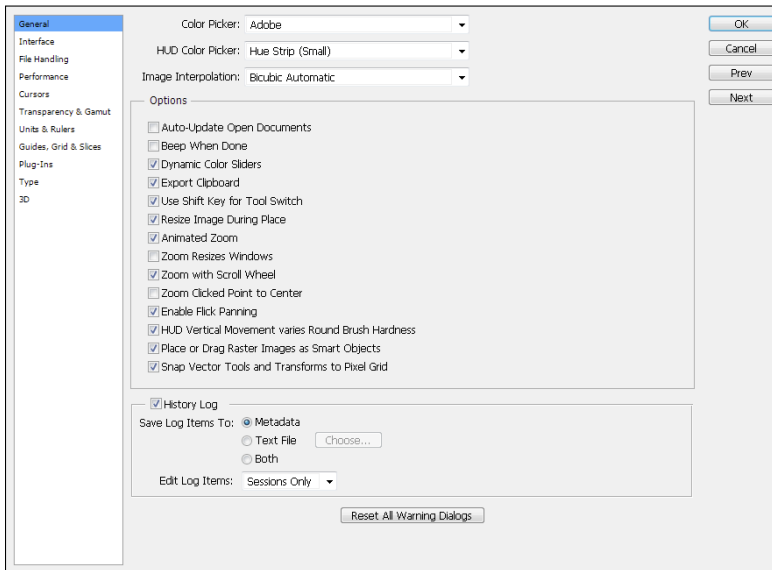 General
Interface
File Handling
Performance
Cursors
Transparency & Gamut
Units & Rulers
Guides, Grid & Slices
Plug-Ins
Type
3D
Color Picker: Adobe
HUD Color Picker: Hue Strip (Small)
Image Interpolation: Bicubic Automatic
Options
Auto-Update Open Documents
Beep When Done
Dynamic Color Sliders
Export Clipboard
Use Shift Key for Tool Switch
Resize Image During Place
Animated Zoom
Zoom Resizes Windows
Zoom with Scroll Wheel
Zoom Clicked Point to Center
Enable Flick Panning
HUD Vertical Movement varies Round Brush Hardness
Place or Drag Raster Images as Smart Objects
Snap Vector Tools and Transforms to Pixel Grid
History Log
Save Log Items To: Metadata
Text File Choose...
Both
Edit Log Items: Sessions Only
Reset All Warning Dialogs
OK
Cancel
Prev
Next